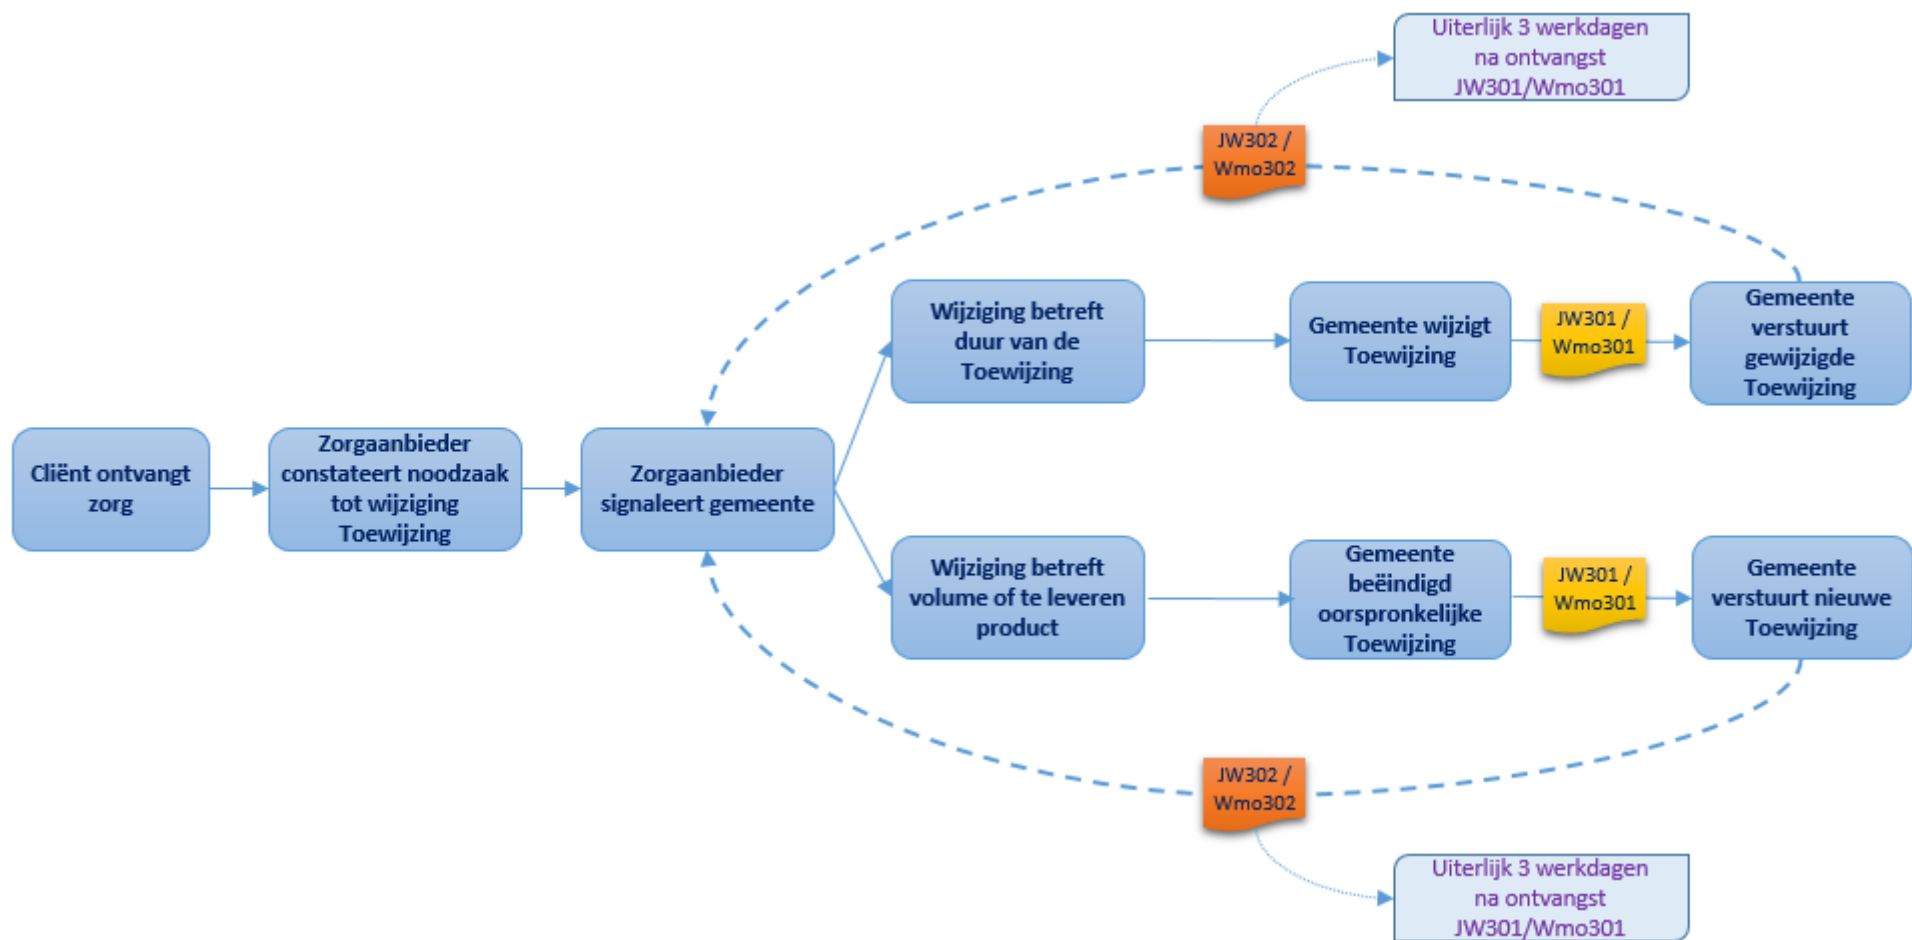 Uiterlijk 3 werkdagen
na ontvangst
JW301/Wmo301
JW302 /
Wmo302
Wijziging betreft
duur van de
Toewijzing
Gemeente wijzigt
Toewijzing
JW301 /
Wmo301
Gemeente
verstuurt
gewijzigde
Toewijzing
Cliënt ontvangt
zorg
Zorgaanbieder
constateert noodzaak
tot wijziging
Toewijzing
Zorgaanbieder
signaleert gemeente
Wijziging betreft
volume of te leveren
product
Gemeente
beëindigd
oorspronkelijke
Toewijzing
JW301 /
Wmo301
Gemeente
verstuurt nieuwe
Toewijzing
JW302 /
Wmo302
Uiterlijk 3 werkdagen
na ontvangst
JW301/Wmo301